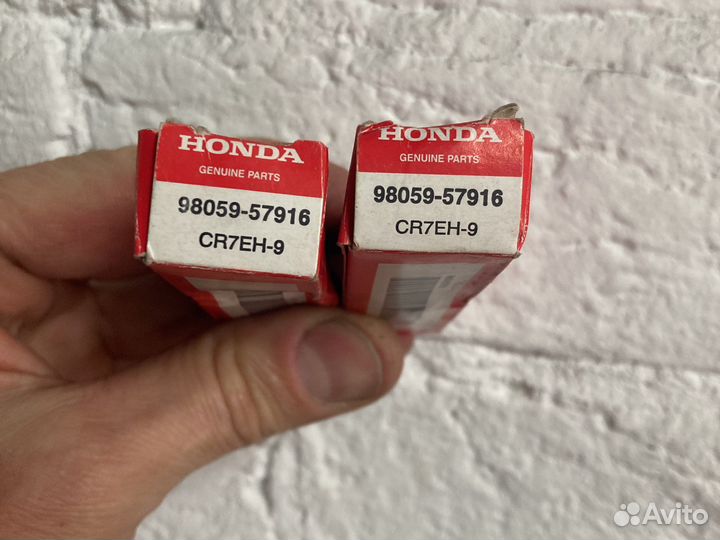 HONDA
GENUINE PARTS
98059-57916
CR7EH-9
HONDA
GENUINE PARTS
98059-57916
CR7EH-9
Avito